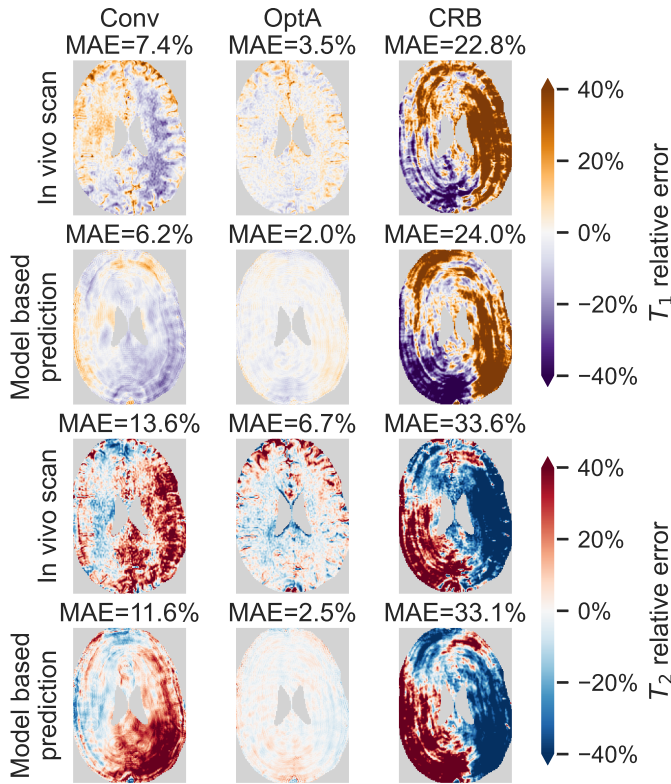 Conv OptA CRB
MAE=7.4% MAE=3.5% MAE=22.8%
In vivo scan
MAE=6.2% MAE=2.0% MAE=24.0%
Model based
prediction
40%
20%
0%
−20%
−40%
T₁ relative error
MAE=13.6% MAE=6.7% MAE=33.6%
In vivo scan
MAE=11.6% MAE=2.5% MAE=33.1%
Model based
prediction
40%
20%
0%
−20%
−40%
T₂ relative error